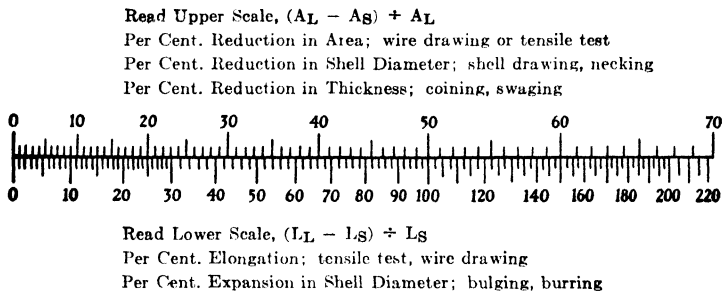 Read Upper Scale, (AL − AS) + AL
Per Cent. Reduction in Area; wire drawing or tensile test
Per Cent. Reduction in Shell Diameter; shell drawing, necking
Per Cent. Reduction in Thickness; coining, swaging
0 10 20 30 40 50 60 70
0 10 20 30 40 50 60 70 80 90 100 120 140 160 180 200 220
Read Lower Scale, (LL − LS) ÷ LS
Per Cent. Elongation; tensile test, wire drawing
Per Cent. Expansion in Shell Diameter; bulging, burring